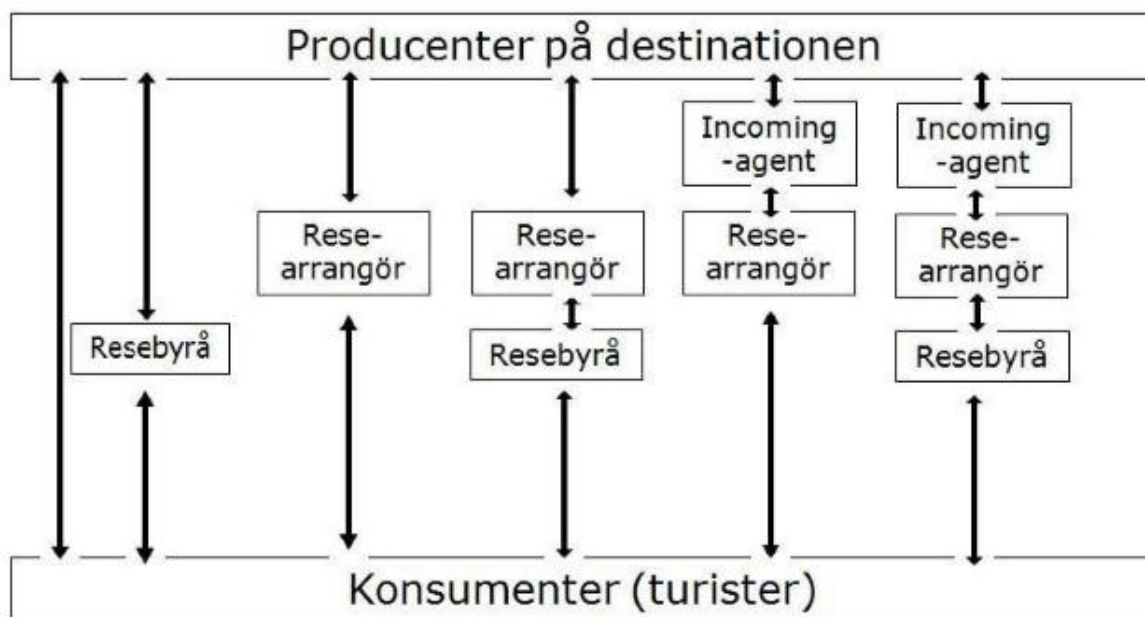 Producenter på destinationen
Incoming
-agent
Incoming
-agent
Rese-
arrangör
Rese-
arrangör
Rese-
arrangör
Rese-
arrangör
Resebyrå
Resebyrå
Resebyrå
Konsumenter (turister)